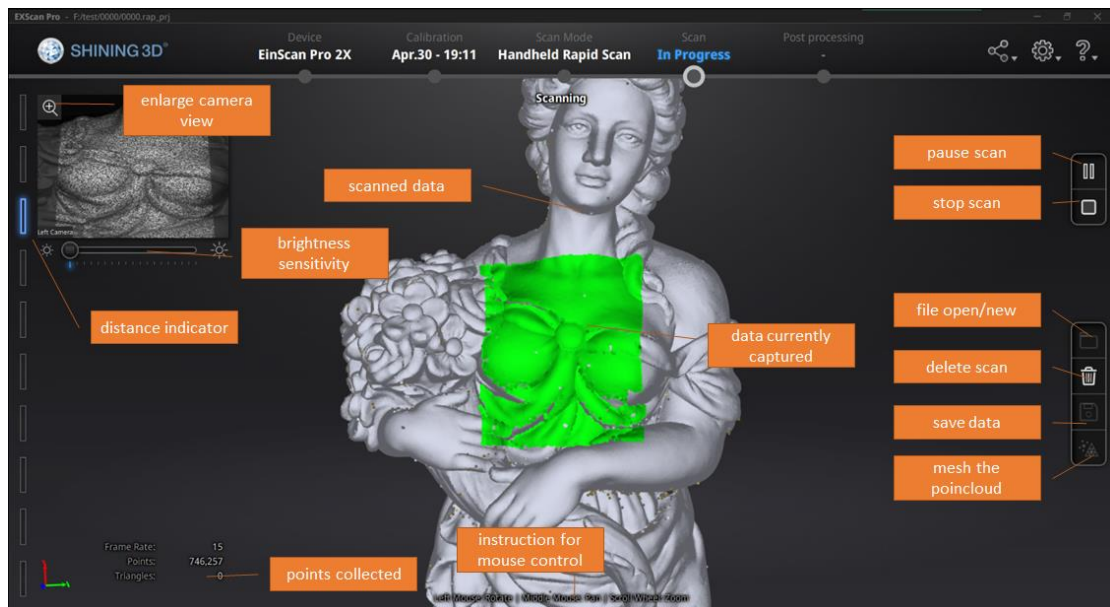 EXScan Pro - F:/test/0000/0000.rap_prj
SHINING 3D®
Device
EinScan Pro 2X
Calibration
Apr.30 - 19:11
Scan Mode
Handheld Rapid Scan
Scan
In Progress
Post processing
-
Scanning
enlarge camera
view
Left Camera
scanned data
brightness
sensitivity
distance indicator
data currently
captured
pause scan
stop scan
file open/new
delete scan
save data
mesh the
poincloud
instruction for
mouse control
Frame Rate: 15
Points: 746,257
Triangles: 0
points collected
Left Mouse: Rotate | Middle Mouse: Pan | Scroll Wheel: Zoom